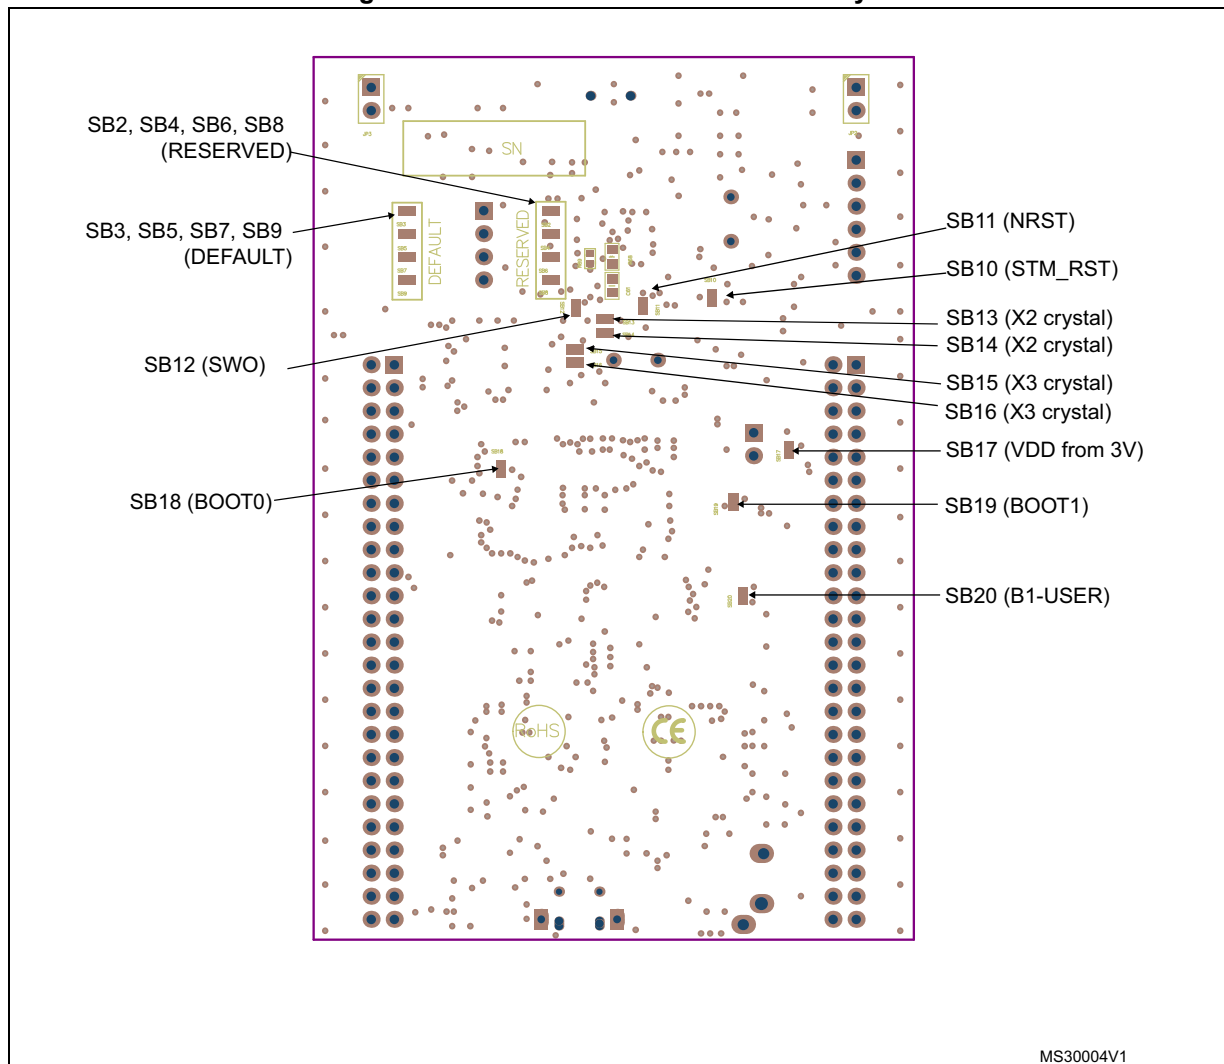 SB2, SB4, SB6, SB8
(RESERVED)
SB3, SB5, SB7, SB9
(DEFAULT)
SN
DEFAULT
RESERVED
SB11 (NRST)
SB10 (STM_RST)
SB13 (X2 crystal)
SB14 (X2 crystal)
SB12 (SWO)
SB15 (X3 crystal)
SB16 (X3 crystal)
SB17 (VDD from 3V)
SB18 (BOOT0)
SB19 (BOOT1)
SB20 (B1-USER)
RoHS
CE
MS30004V1